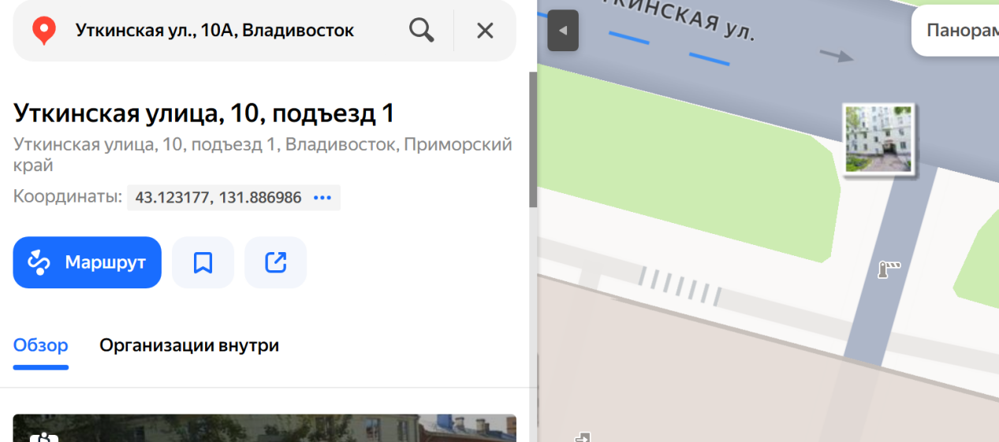 Уткинская ул., 10А, Владивосток
Уткинская улица, 10, подъезд 1
Уткинская улица, 10, подъезд 1, Владивосток, Приморский
край
Координаты: 43.123177, 131.886986
Маршрут
Обзор
Организации внутри
ткинская ул.
Панорам